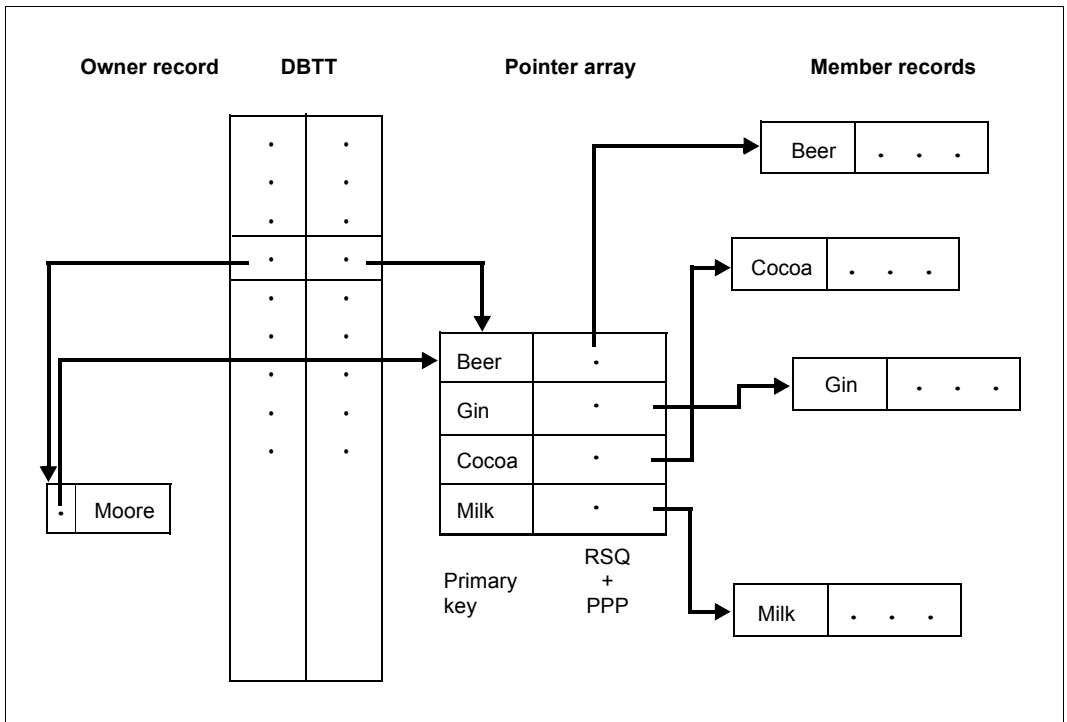 Owner record DBTT Pointer array Member records
Beer . . .
Cocoa . . .
Beer
Gin . . .
Gin
Cocoa
Milk
. Moore
Primary
key
RSQ
+
PPP
Milk . . .